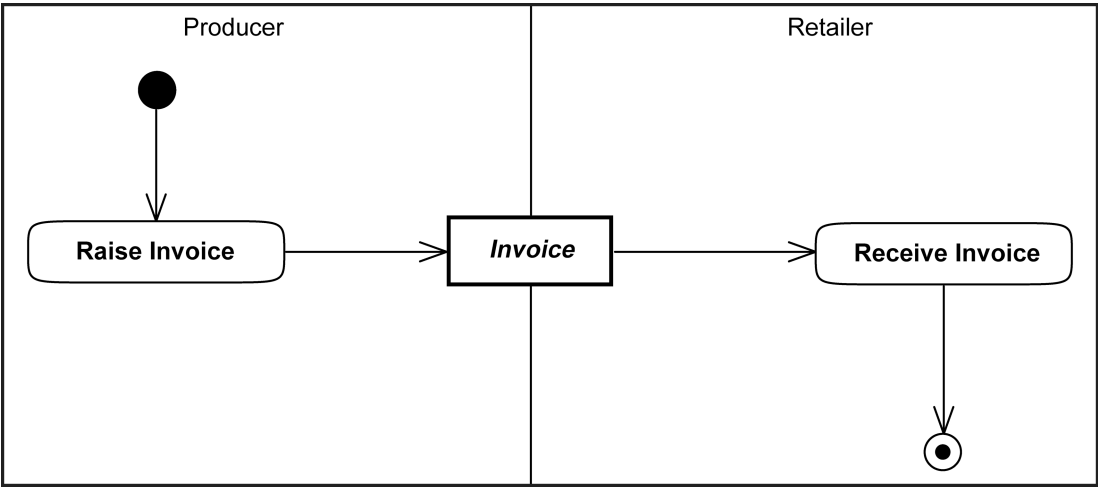 Producer
Retailer
Raise Invoice
Invoice
Receive Invoice